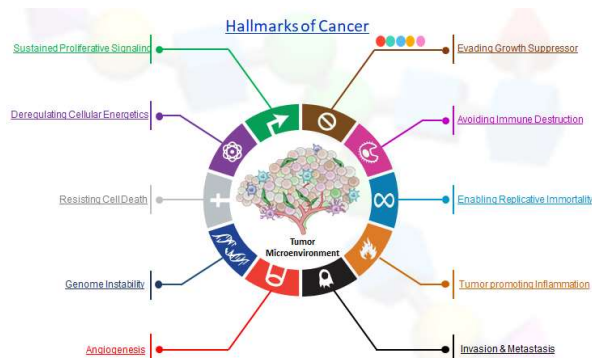 Hallmarks of Cancer
Sustained Proliferative Signaling
Evading Growth Suppressor
Deregulating Cellular Energetics
Avoiding Immune Destruction
Resisting Cell Death
Enabling Replicative Immortality
Tumor
Microenvironment
Genome Instability
Tumor promoting Inflammation
Angiogenesis
Invasion & Metastasis